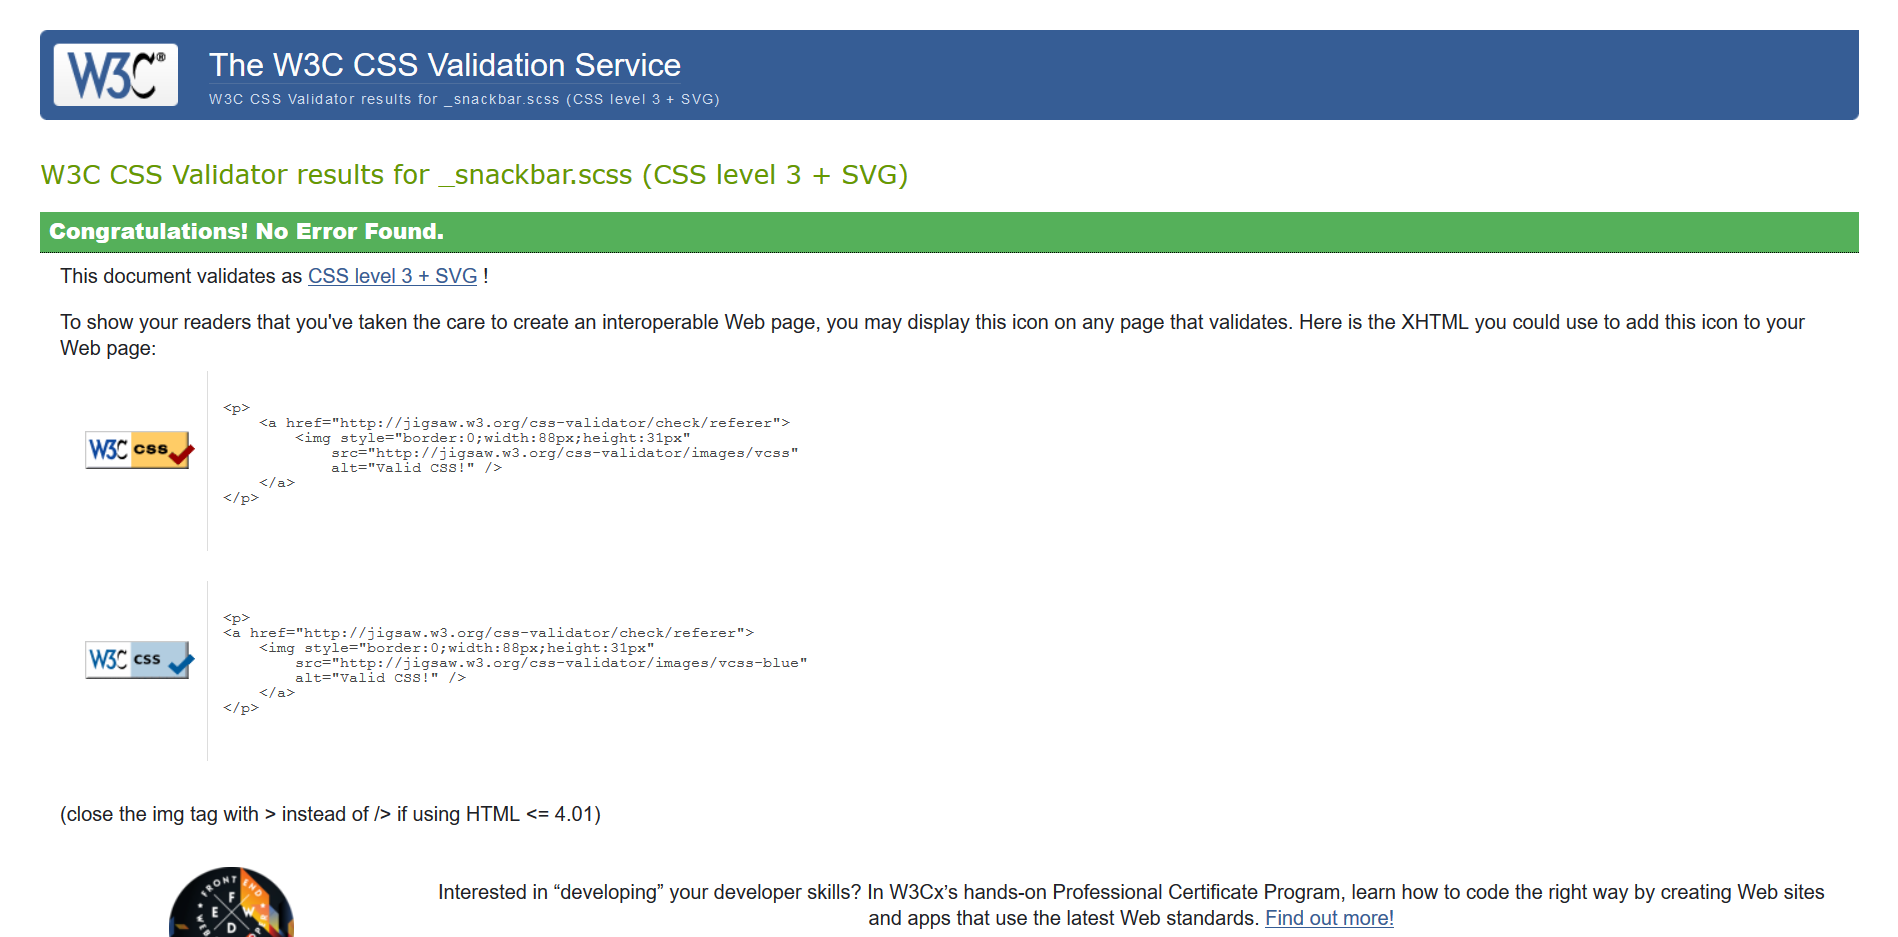 W3C®
The W3C CSS Validation Service
W3C CSS Validator results for _snackbar.scss (CSS level 3 + SVG)
W3C CSS Validator results for _snackbar.scss (CSS level 3 + SVG)
Congratulations! No Error Found.
This document validates as CSS level 3 + SVG !
To show your readers that you've taken the care to create an interoperable Web page, you may display this icon on any page that validates. Here is the XHTML you could use to add this icon to your
Web page:
W3C css
<p>
    <a href="http://jigsaw.w3.org/css-validator/check/referer">
        <img style="border:0;width:88px;height:31px"
            src="http://jigsaw.w3.org/css-validator/images/vcss"
            alt="Valid CSS!" />
    </a>
</p>
W3C css
<p>
<a href="http://jigsaw.w3.org/css-validator/check/referer">
    <img style="border:0;width:88px;height:31px"
        src="http://jigsaw.w3.org/css-validator/images/vcss-blue"
        alt="Valid CSS!" />
    </a>
</p>
(close the img tag with > instead of /> if using HTML <= 4.01)
FRONT END
F
E W
D
WEB
Interested in “developing” your developer skills? In W3Cx’s hands-on Professional Certificate Program, learn how to code the right way by creating Web sites
and apps that use the latest Web standards. Find out more!